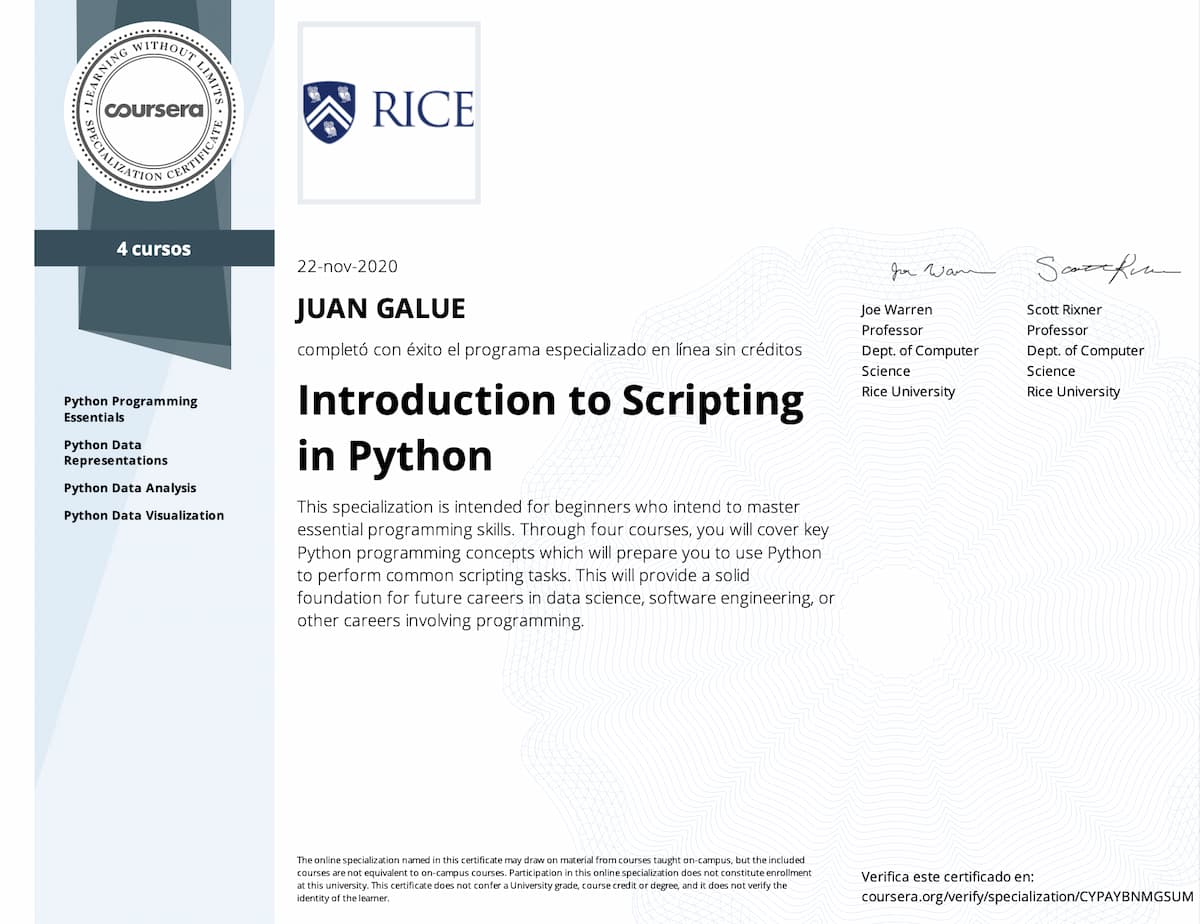 LEARNING WITHOUT LIMITS
coursera
SPECIALIZATION CERTIFICATE
4 cursos
Python Programming
Essentials
Python Data
Representations
Python Data Analysis
Python Data Visualization
RICE
22-nov-2020
JUAN GALUE
completó con éxito el programa especializado en línea sin créditos
Introduction to Scripting
in Python
This specialization is intended for beginners who intend to master
essential programming skills. Through four courses, you will cover key
Python programming concepts which will prepare you to use Python
to perform common scripting tasks. This will provide a solid
foundation for future careers in data science, software engineering, or
other careers involving programming.
The online specialization named in this certificate may draw on material from courses taught on-campus, but the included
courses are not equivalent to on-campus courses. Participation in this online specialization does not constitute enrollment
at this university. This certificate does not confer a University grade, course credit or degree, and it does not verify the
identity of the learner.
Joe Warren
Joe Warren
Professor
Dept. of Computer
Science
Rice University
Scott Rixner
Scott Rixner
Professor
Dept. of Computer
Science
Rice University
Verifica este certificado en:
coursera.org/verify/specialization/CYPAYBNMGSUM